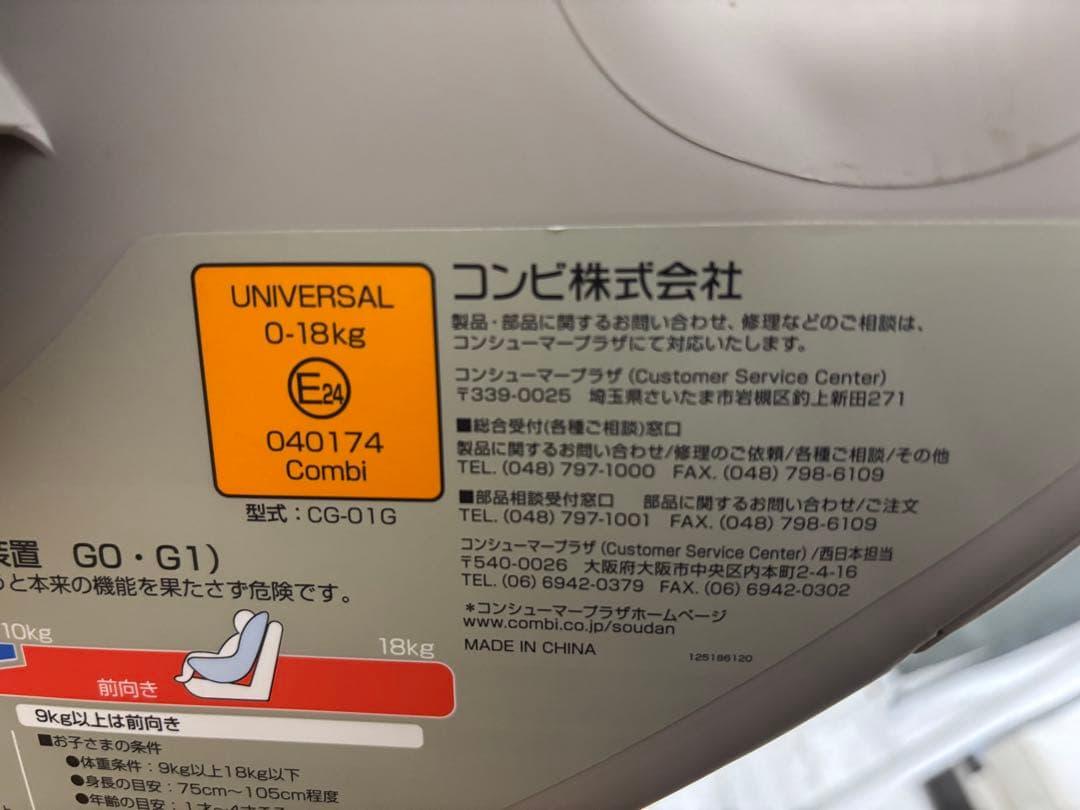 UNIVERSAL
0-18kg
E24
040174
Combi
型式：CG-01G
コンビ株式会社
製品・部品に関するお問い合わせ、修理などのご相談は、
コンシューマープラザにて対応いたします。
コンシューマープラザ (Customer Service Center)
〒339-0025 埼玉県さいたま市岩槻区釣上新田271
■総合受付(各種ご相談)窓口
製品に関するお問い合わせ/修理のご依頼/各種ご相談/その他
TEL. (048) 797-1000 FAX. (048) 798-6109
■部品相談受付窓口 部品に関するお問い合わせ/ご注文
TEL. (048) 797-1001 FAX. (048) 798-6109
コンシューマープラザ (Customer Service Center) /西日本担当
〒540-0026 大阪府大阪市中央区内本町2-4-16
TEL. (06) 6942-0379 FAX. (06) 6942-0302
*コンシューマープラザホームページ
www.combi.co.jp/soudan
MADE IN CHINA
125186120
装置 G0・G1)
と本来の機能を果たさず危険です。
10kg
18kg
前向き
9kg以上は前向き
■お子さまの条件
●体重条件：9kg以上18kg以下
●身長の目安：75cm〜105cm程度
●年齢の目安：1才〜4才